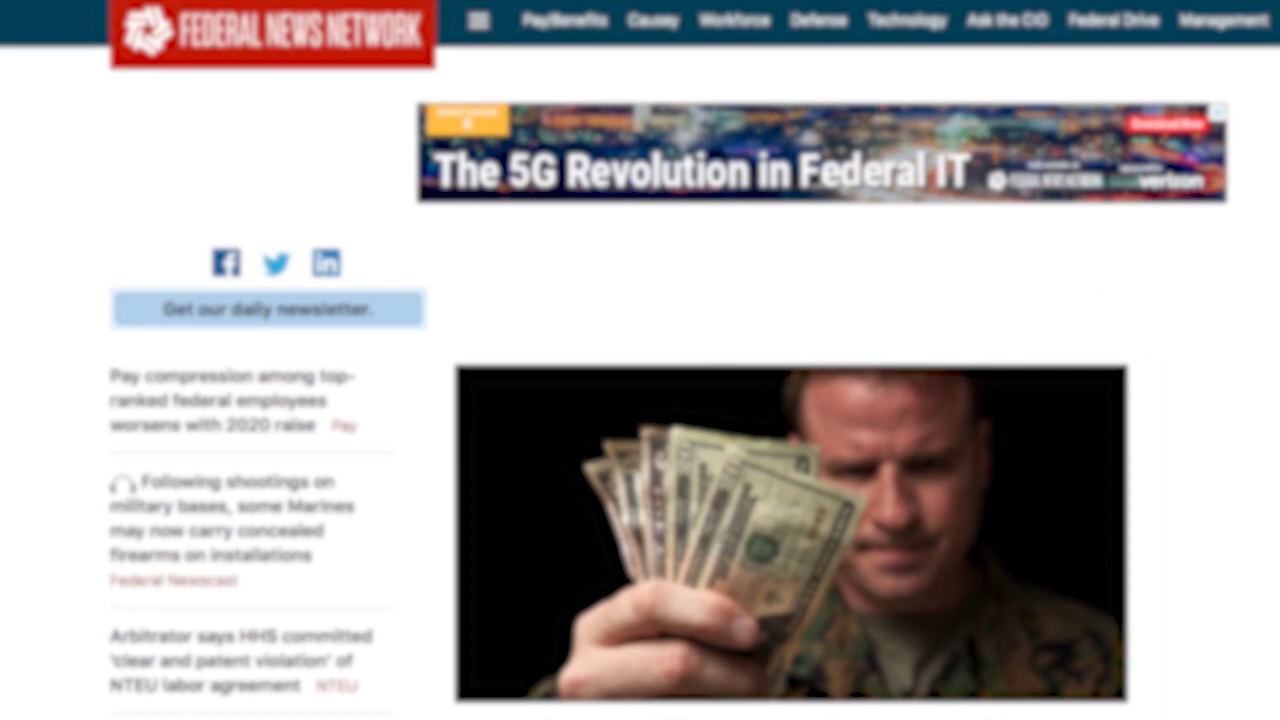 FEDERAL NEWS NETWORK
Pay/Benefits Causey Workforce Defense Technology Ask the CIO Federal Drive Management
Download Now
The 5G Revolution in Federal IT
verizon
Get our daily newsletter.
Pay compression among top-
ranked federal employees
worsens with 2020 raise Pay
Following shootings on
military bases, some Marines
may now carry concealed
firearms on installations
Federal Newscast
Arbitrator says HHS committed
'clear and patent violation' of
NTEU labor agreement NTEU